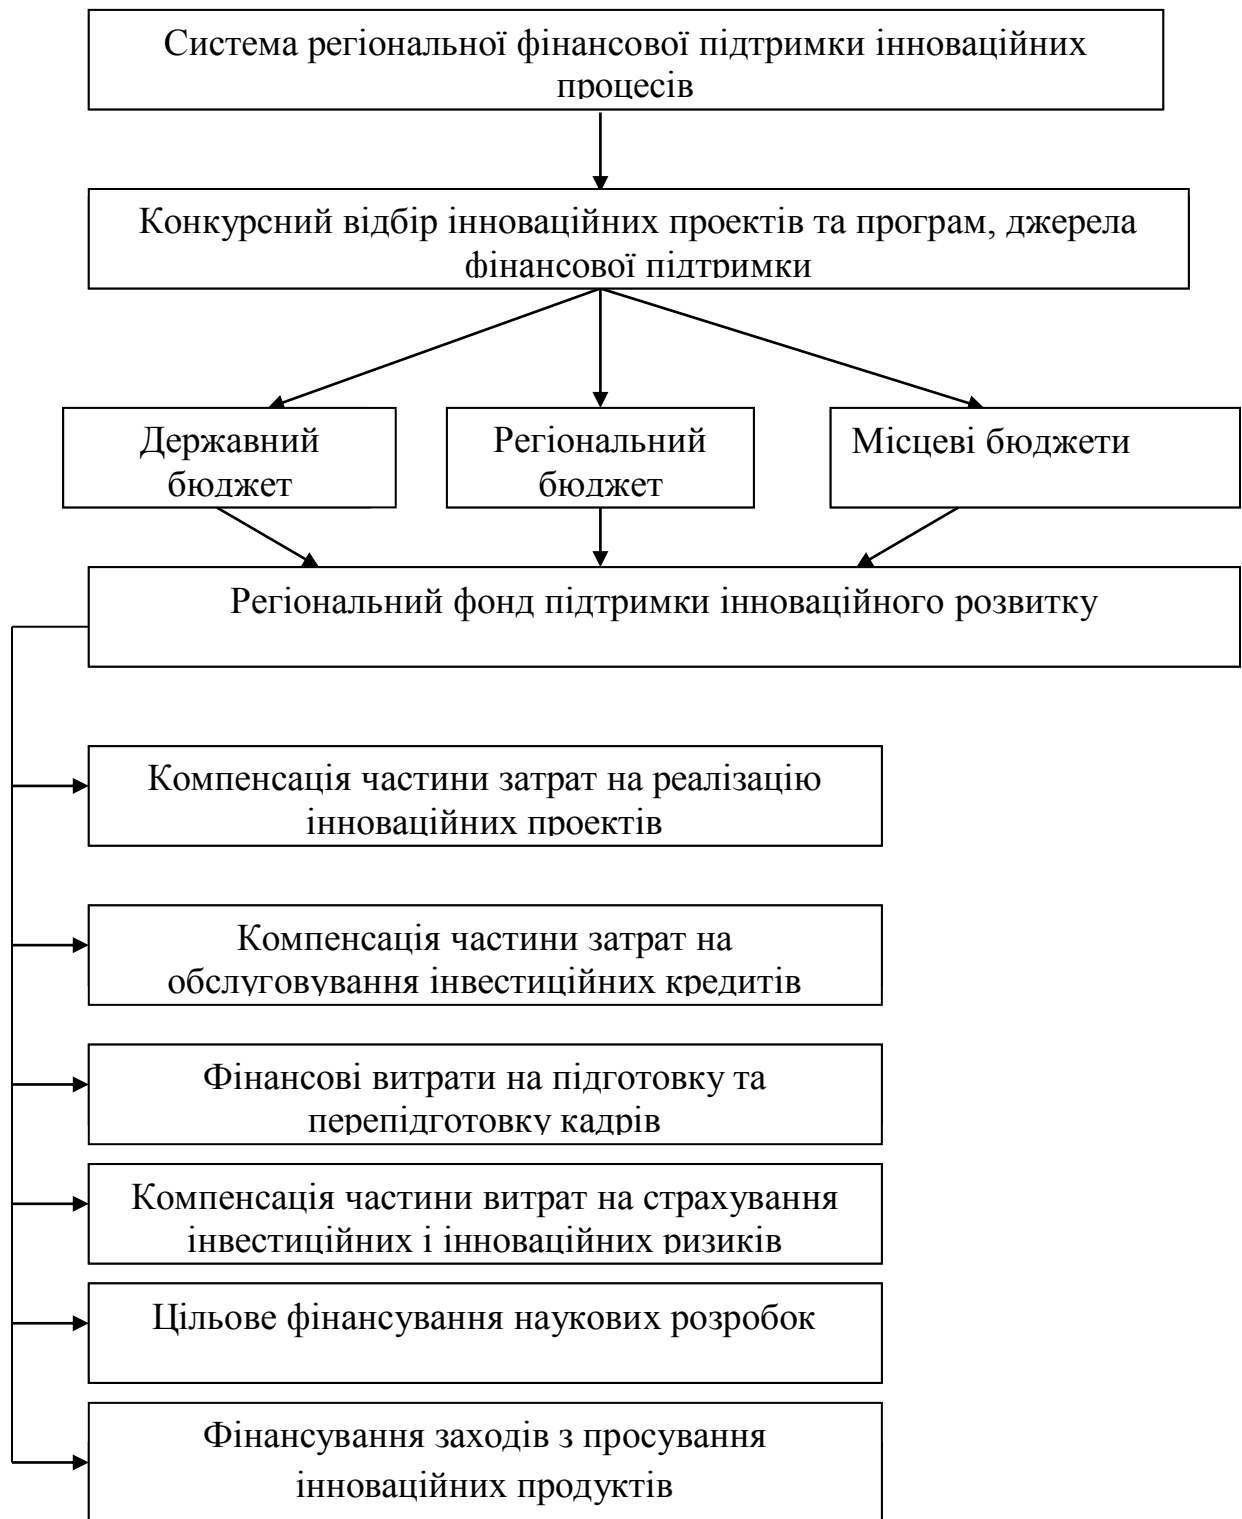 Система регіональної фінансової підтримки інноваційних
процесів
Конкурсний відбір інноваційних проектів та програм, джерела
фінансової підтримки
Державний
бюджет
Регіональний
бюджет
Місцеві бюджети
Регіональний фонд підтримки інноваційного розвитку
Компенсація частини затрат на реалізацію
інноваційних проектів
Компенсація частини затрат на
обслуговування інвестиційних кредитів
Фінансові витрати на підготовку та
перепідготовку кадрів
Компенсація частини витрат на страхування
інвестиційних і інноваційних ризиків
Цільове фінансування наукових розробок
Фінансування заходів з просування
інноваційних продуктів